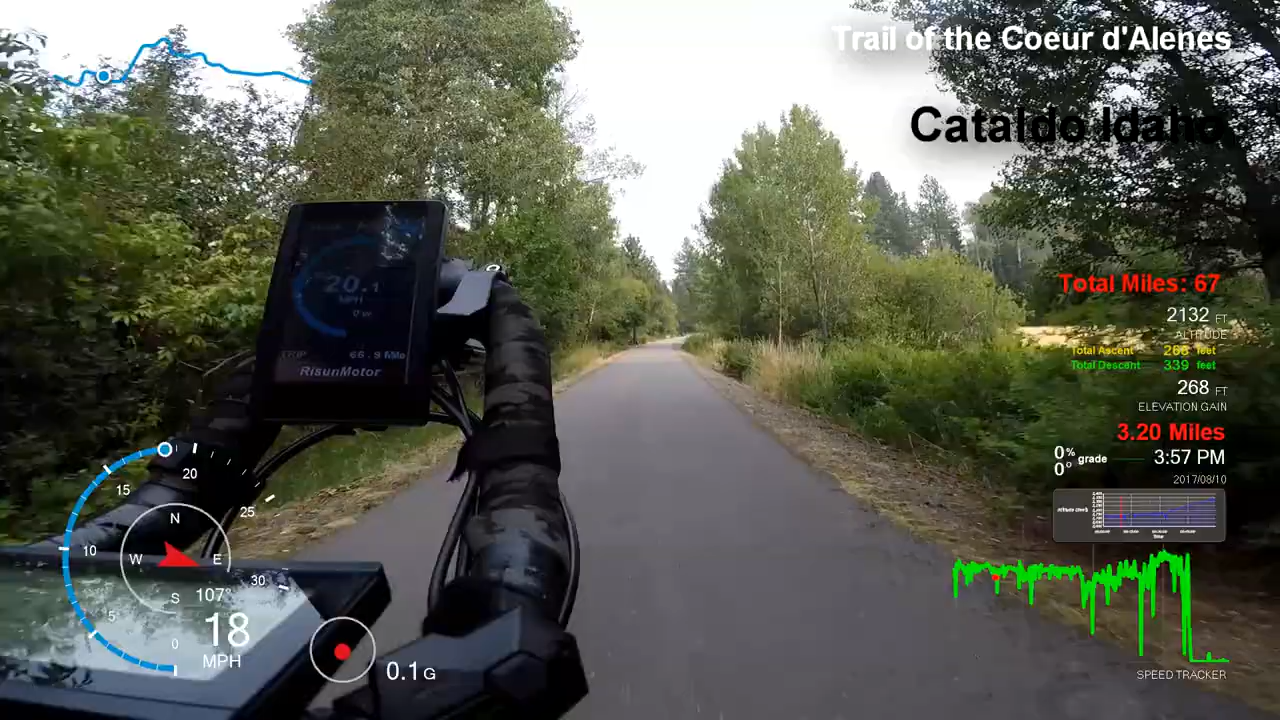 Trail of the Coeur d'Alenes
Cataldo Idaho
20.1
MPH
0 W
TRIP 66.9 Mile
RisunMotor
Total Miles: 67
2132 FT
ALTITUDE
Total Ascent 268 feet
Total Descent 339 feet
268 FT
ELEVATION GAIN
3.20 Miles
0% grade
0°
3:57 PM
2017/08/10
SPEED TRACKER
0
5
10
15
20
25
30
N
W E
S
107°
18
MPH
0.1 G